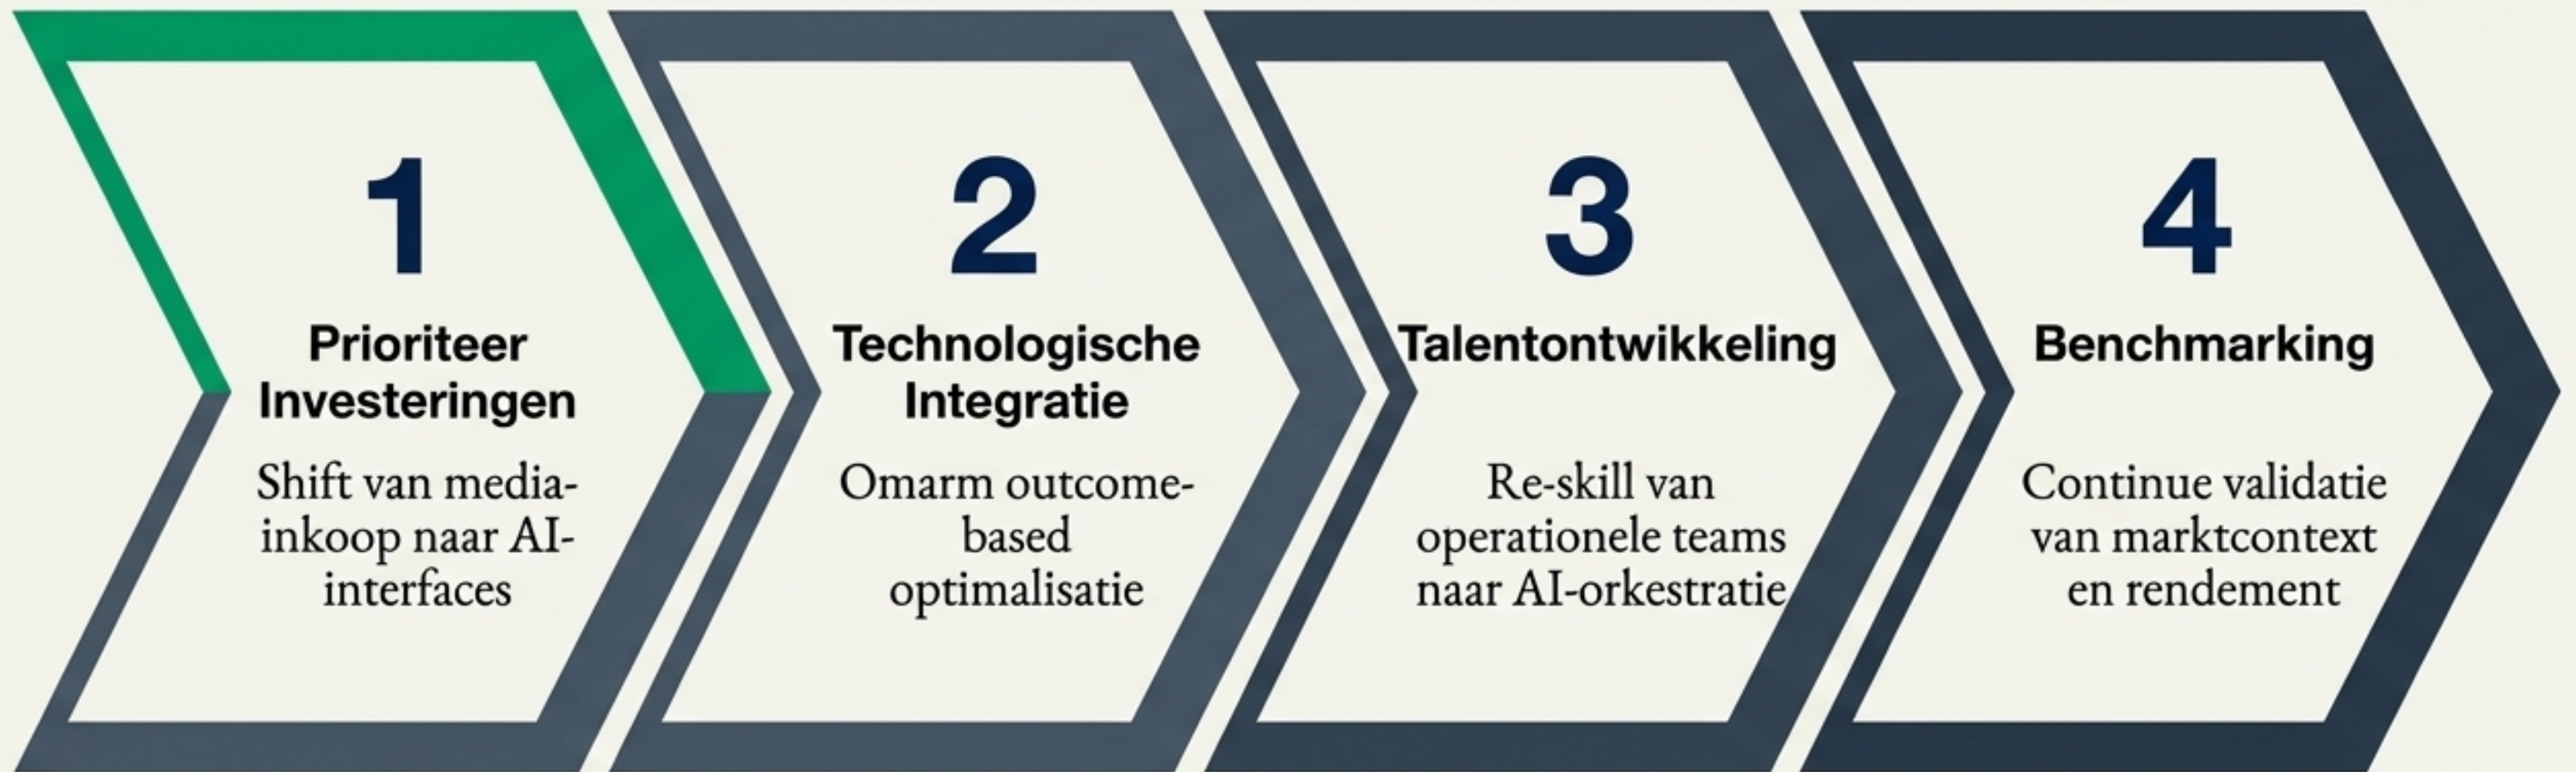 1
Prioriteer
Investeringen
Shift van media-
inkoop naar AI-
interfaces
2
Technologische
Integratie
Omarm outcome-
based
optimalisatie
3
Talentontwikkeling
Re-skill van
operationele teams
naar AI-orkestratie
4
Benchmarking
Continue validatie
van marktcontext
en rendement